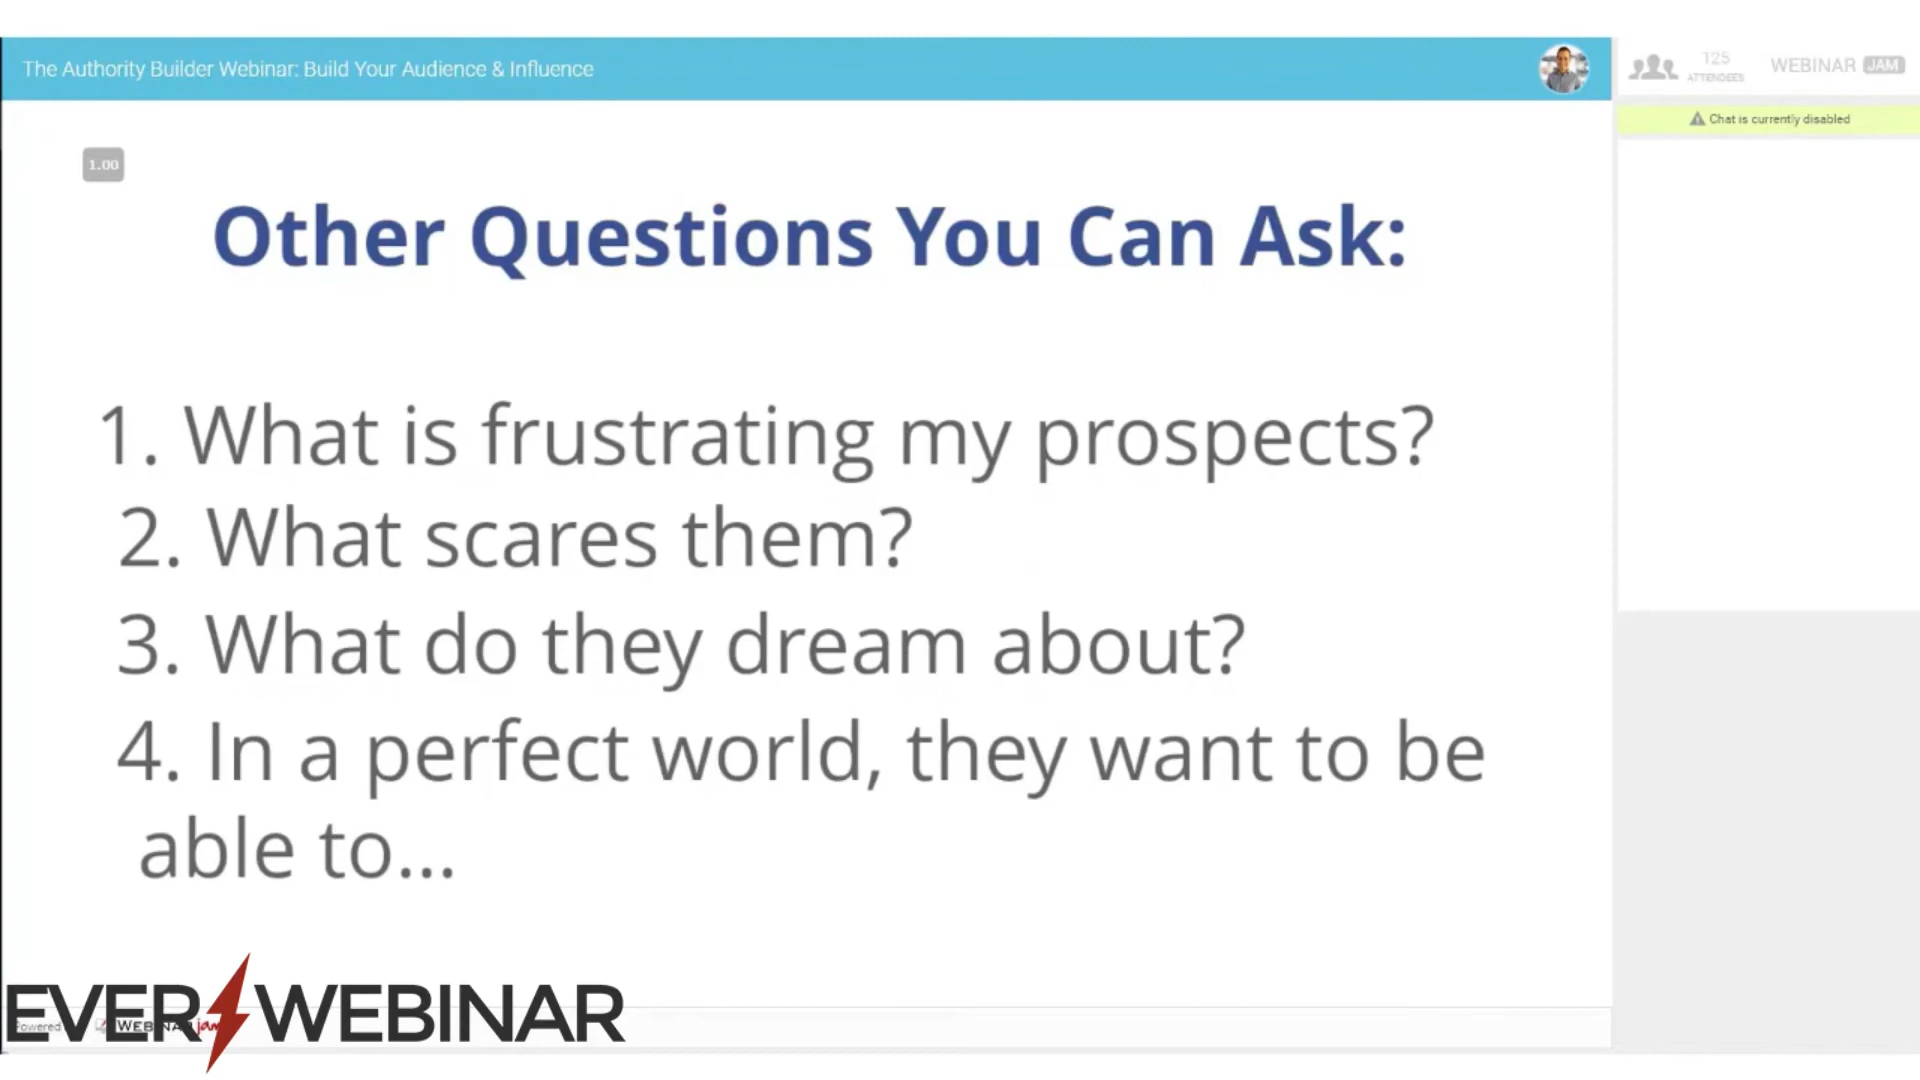 The Authority Builder Webinar: Build Your Audience & Influence
125
ATTENDEES
WEBINAR JAM
Chat is currently disabled
1.00
Other Questions You Can Ask:
1. What is frustrating my prospects?
2. What scares them?
3. What do they dream about?
4. In a perfect world, they want to be
able to...
EVER WEBINAR
Powered